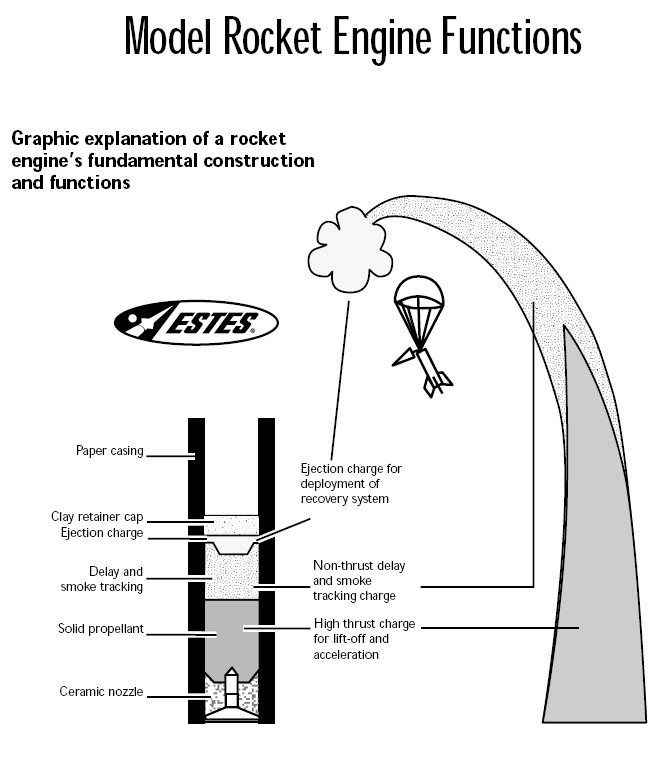 Model Rocket Engine Functions
Graphic explanation of a rocket
engine's fundamental construction
and functions
ESTES®
Paper casing
Clay retainer cap
Ejection charge
Delay and
smoke tracking
Solid propellant
Ceramic nozzle
Ejection charge for
deployment of
recovery system
Non-thrust delay
and smoke
tracking charge
High thrust charge
for lift-off and
acceleration